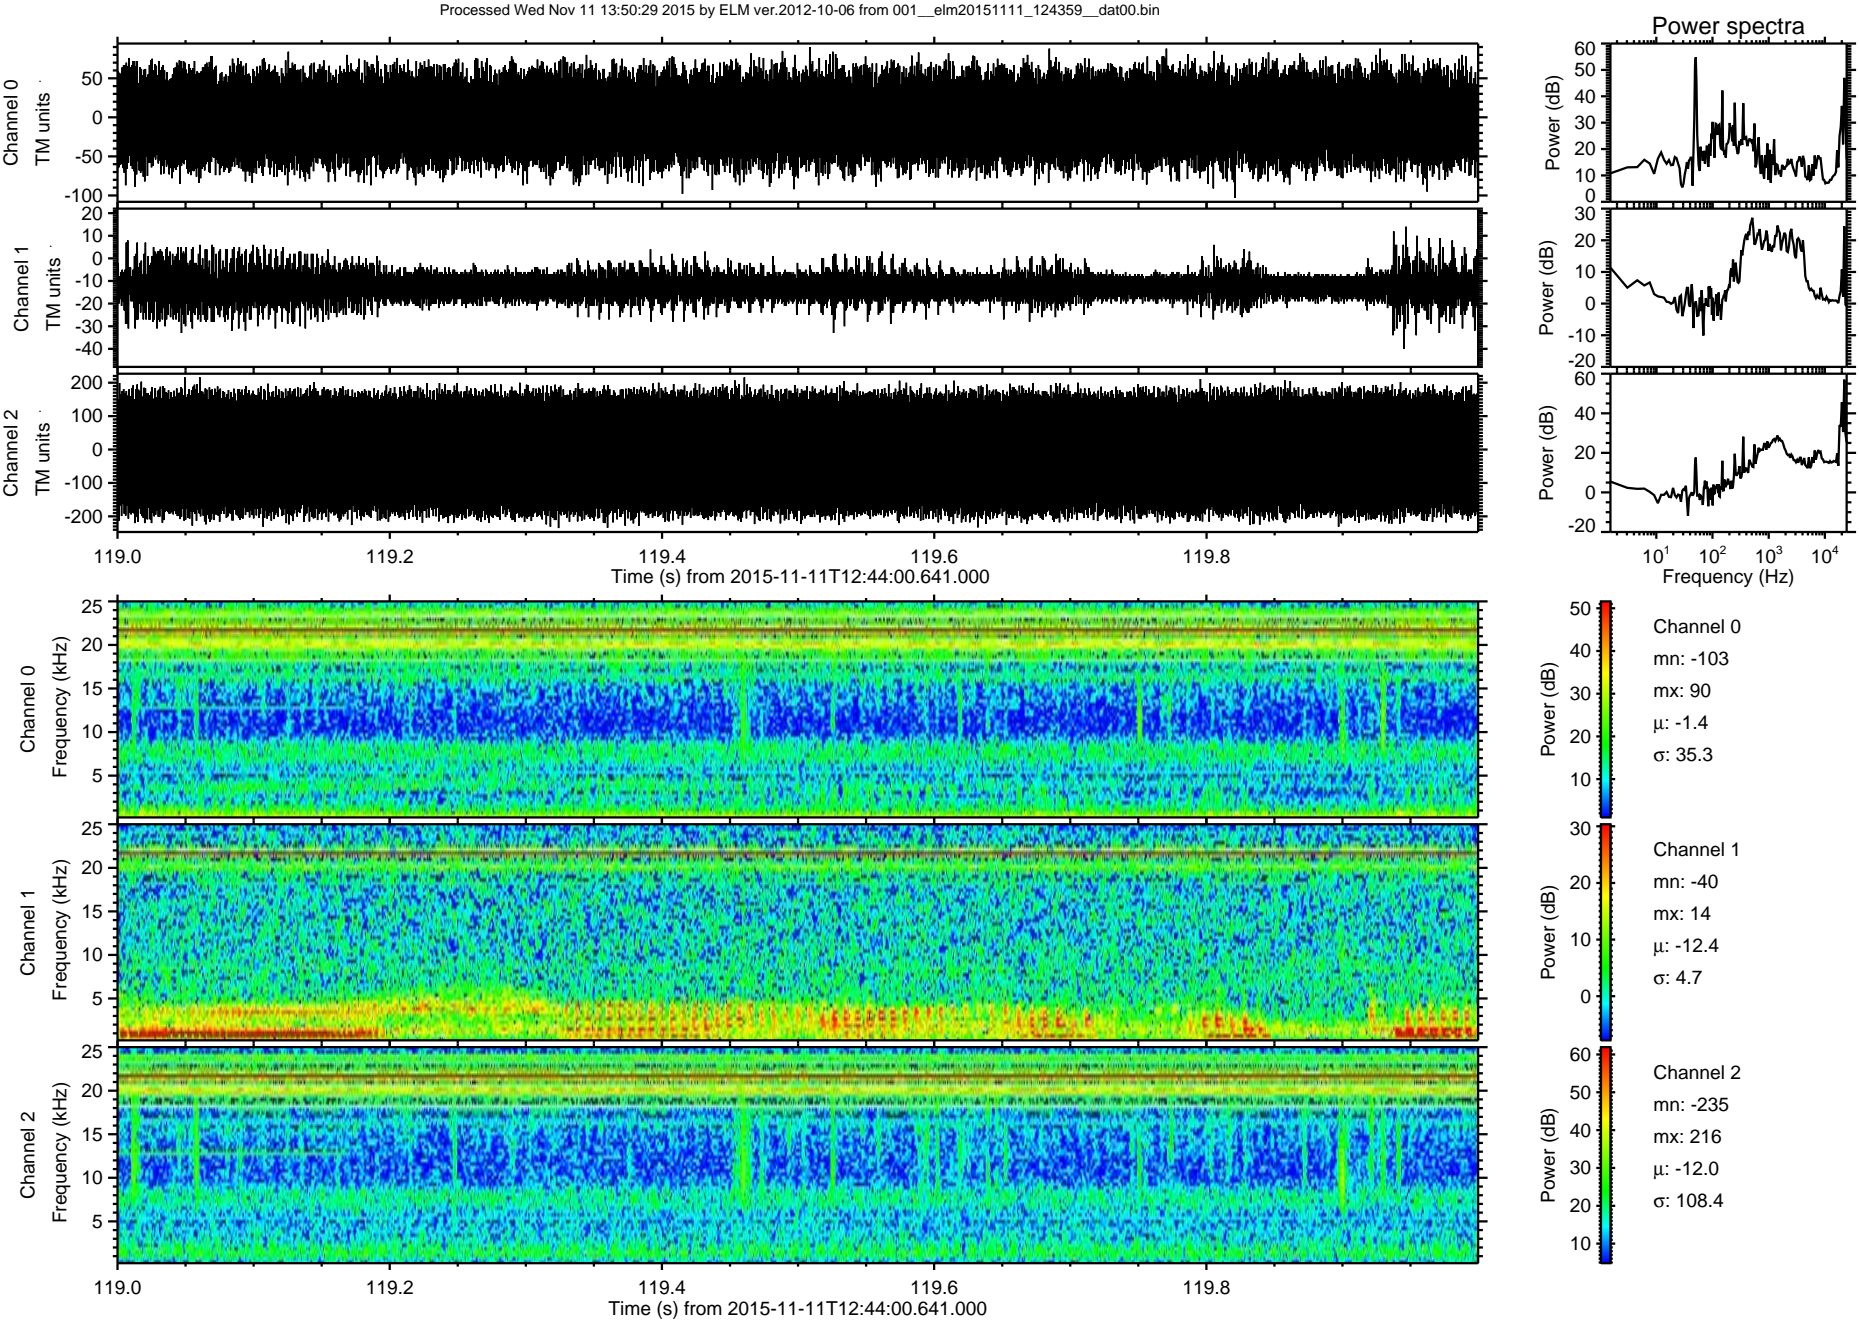 Processed Wed Nov 11 13:50:29 2015 by ELM ver.2012-10-06 from 001__elm20151111_124359__dat00.bin
Power spectra
Channel 0
TM units
50
0
-50
-100
Power (dB)
60
50
40
30
20
10
0
Channel 1
TM units
20
10
0
-10
-20
-30
-40
Power (dB)
30
20
10
0
-10
-20
Channel 2
TM units
200
100
0
-100
-200
Power (dB)
60
40
20
0
-20
119.0 119.2 119.4 119.6 119.8
Time (s) from 2015-11-11T12:44:00.641.000
10¹ 10² 10³ 10⁴
Frequency (Hz)
Channel 0
Frequency (kHz)
25
20
15
10
5
Power (dB)
50
40
30
20
10
Channel 0
mn: -103
mx: 90
μ: -1.4
σ: 35.3
Channel 1
Frequency (kHz)
25
20
15
10
5
Power (dB)
30
20
10
0
Channel 1
mn: -40
mx: 14
μ: -12.4
σ: 4.7
Channel 2
Frequency (kHz)
25
20
15
10
5
Power (dB)
60
50
40
30
20
10
Channel 2
mn: -235
mx: 216
μ: -12.0
σ: 108.4
119.0 119.2 119.4 119.6 119.8
Time (s) from 2015-11-11T12:44:00.641.000